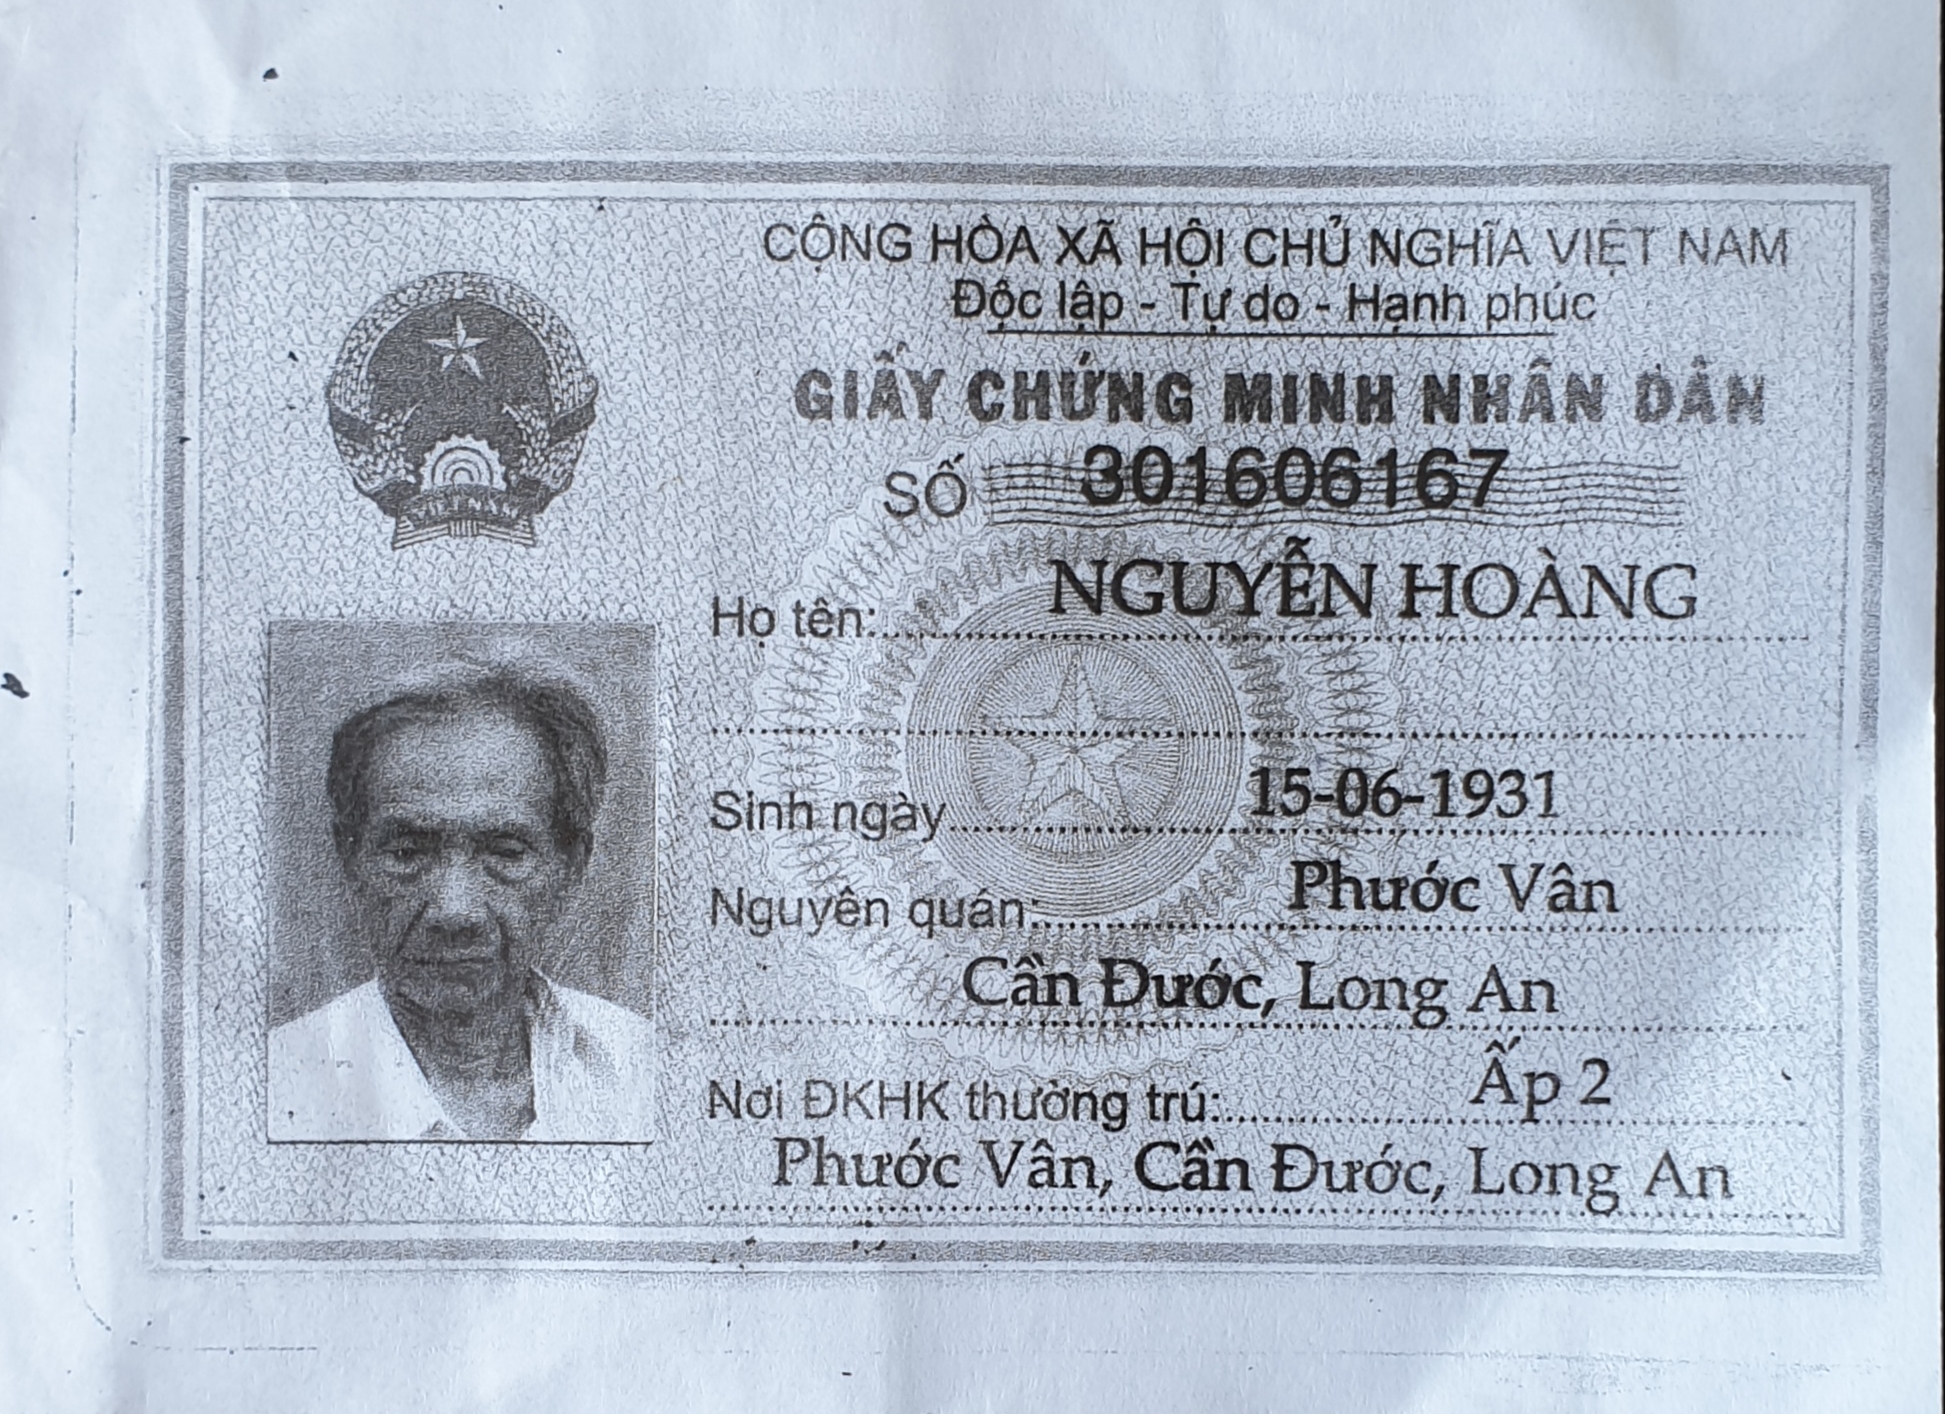 CỘNG HÒA XÃ HỘI CHỦ NGHĨA VIỆT NAM
Độc lập - Tự do - Hạnh phúc
GIẤY CHỨNG MINH NHÂN DÂN
SỐ 301606167
VIỆT NAM
Họ tên: NGUYỄN HOÀNG
Sinh ngày 15-06-1931
Nguyên quán: Phước Vân
Cần Đước, Long An
Nơi ĐKHK thường trú: Ấp 2
Phước Vân, Cần Đước, Long An